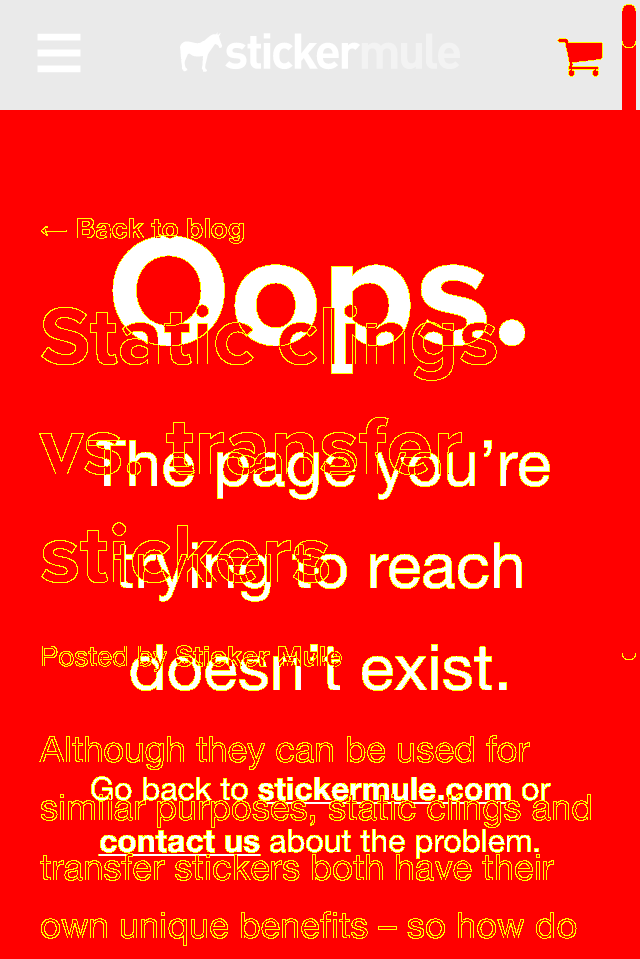 stickermule
← Back to blog
Oops.
Static clings
vs. transfer
The page you’re
stickers
trying to reach
Posted by Sticker Mule
doesn’t exist.
Although they can be used for
Go back to stickermule.com or
similar purposes, static clings and
contact us about the problem.
transfer stickers both have their
own unique benefits – so how do